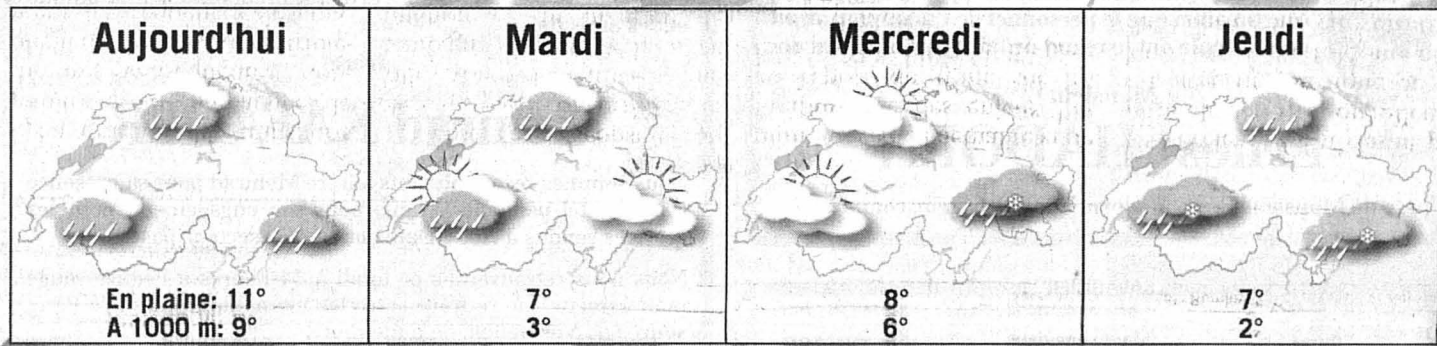 Aujourd'hui
En plaine: 11°
A 1000 m: 9°
Mardi
7°
3°
Mercredi
8°
6°
Jeudi
7°
2°